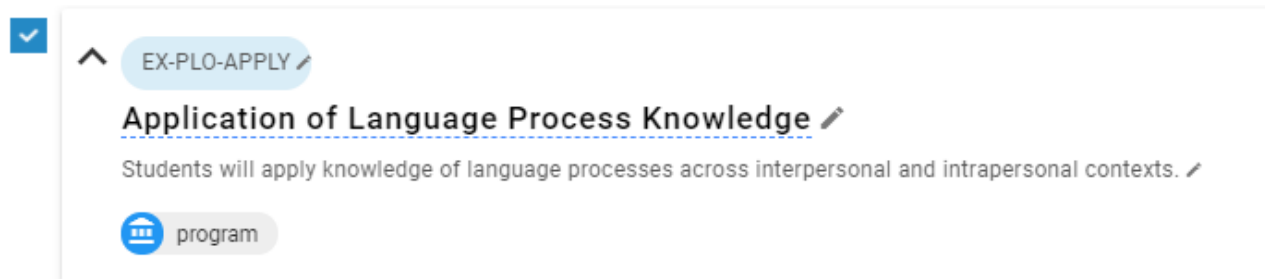 EX-PLO-APPLY
Application of Language Process Knowledge
Students will apply knowledge of language processes across interpersonal and intrapersonal contexts.
program